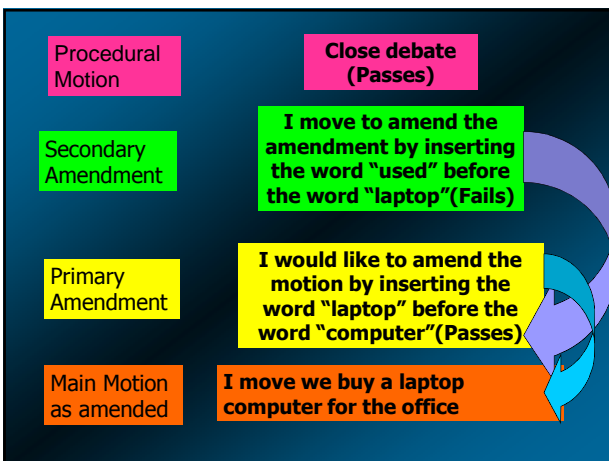 Procedural
Motion
Close debate
(Passes)
Secondary
Amendment
I move to amend the
amendment by inserting
the word “used” before
the word “laptop”(Fails)
Primary
Amendment
I would like to amend the
motion by inserting the
word “laptop” before the
word “computer”(Passes)
Main Motion
as amended
I move we buy a laptop
computer for the office